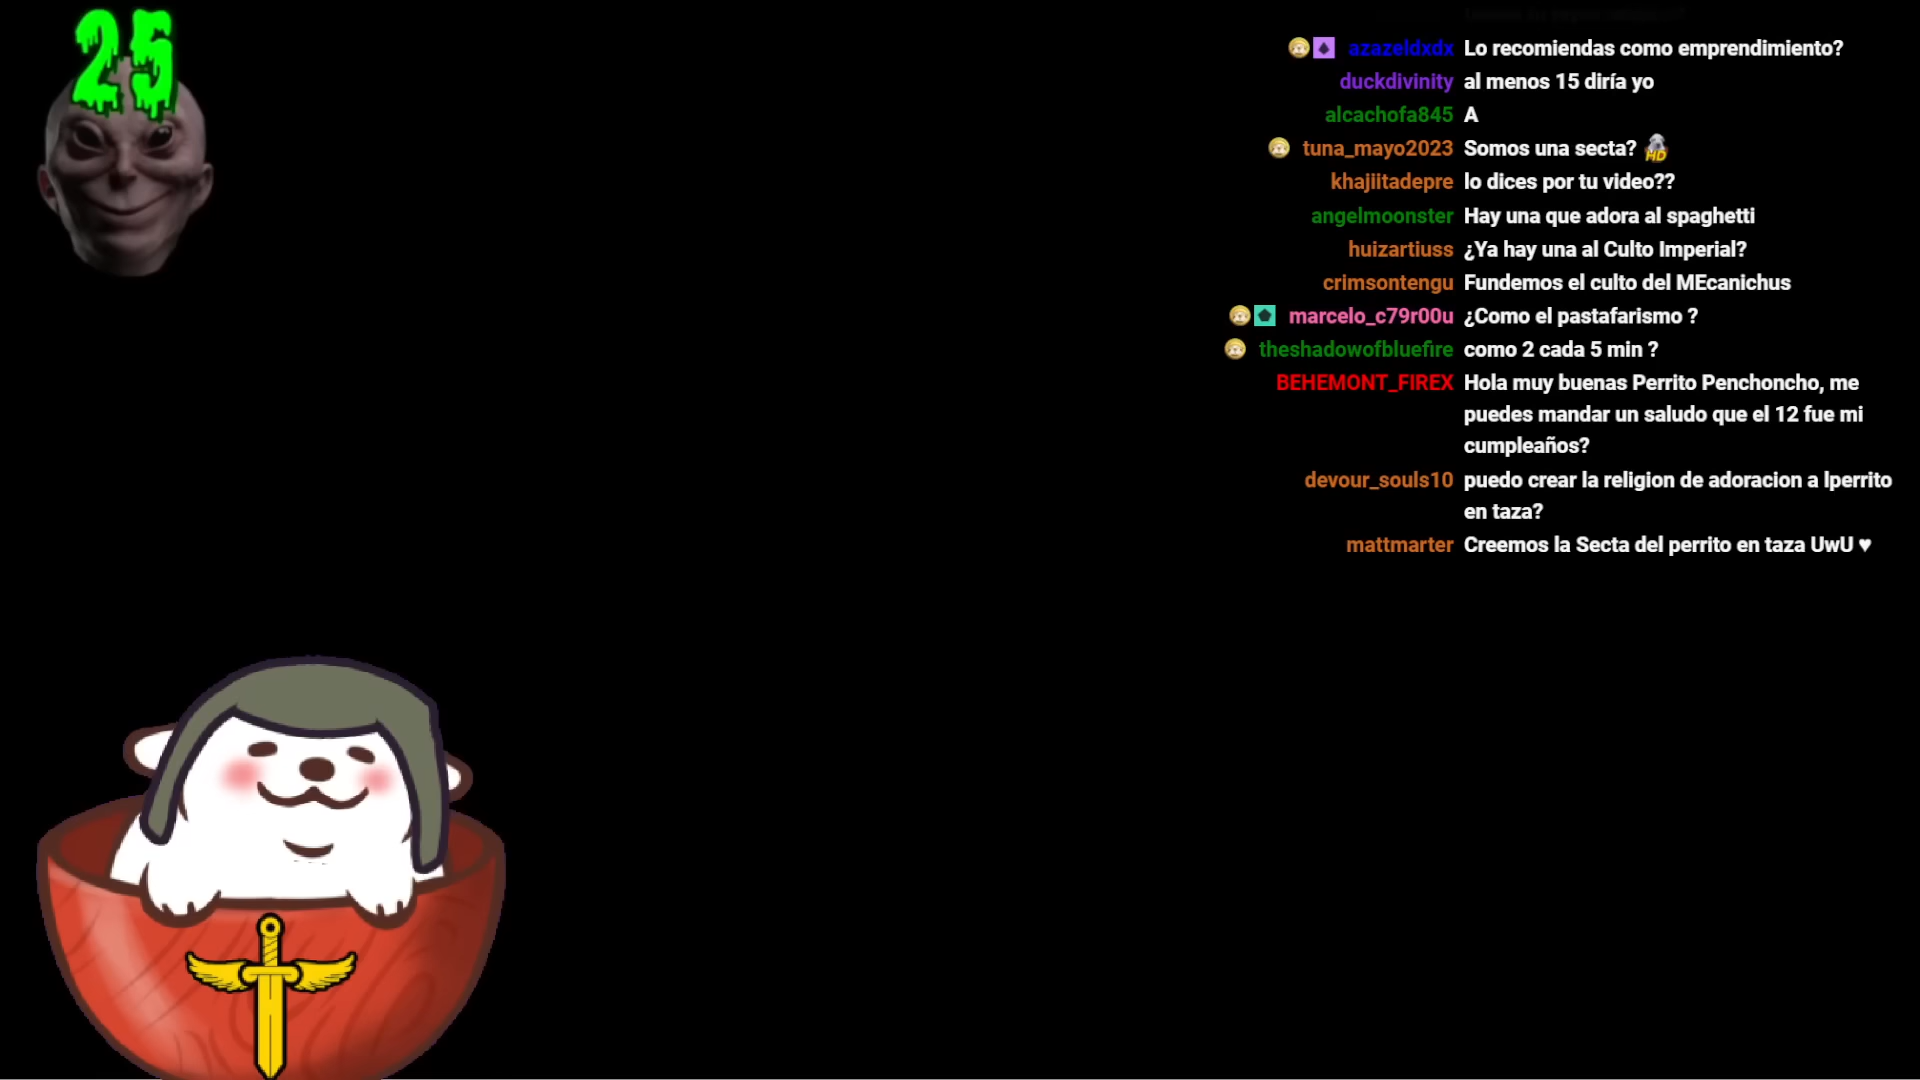 25
azazeldxdx Lo recomiendas como emprendimiento?
duckdivinity al menos 15 diría yo
alcachofa845 A
tuna_mayo2023 Somos una secta? HD
khajiitadepre lo dices por tu video??
angelmoonster Hay una que adora al spaghetti
huizartiuss ¿Ya hay una al Culto Imperial?
crimsontengu Fundemos el culto del MEcanichus
marcelo_c79r00u ¿Como el pastafarismo ?
theshadowofbluefire como 2 cada 5 min ?
BEHEMONT_FIREX Hola muy buenas Perrito Penchoncho, me
puedes mandar un saludo que el 12 fue mi
cumpleaños?
devour_souls10 puedo crear la religion de adoracion a lperrito
en taza?
mattmarter Creemos la Secta del perrito en taza UwU ♥